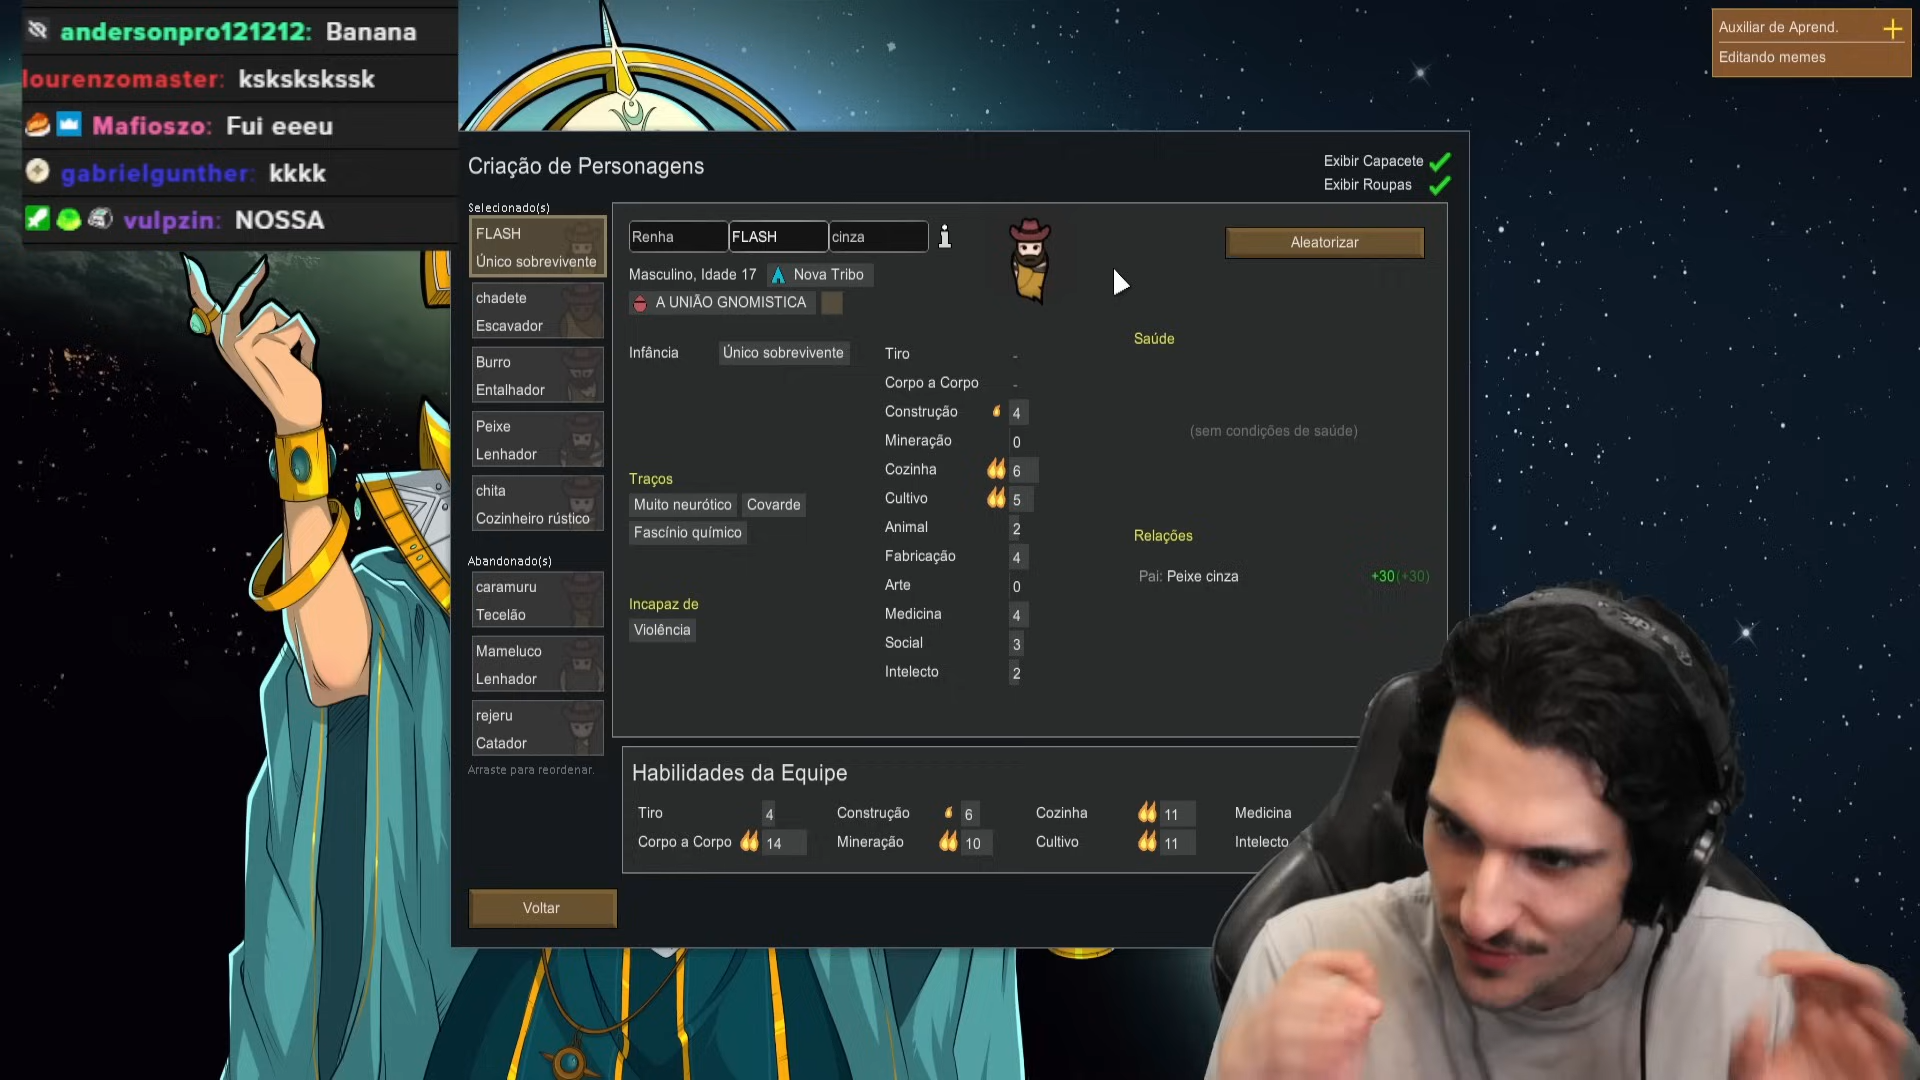 andersonpro121212: Banana
lourenzomaster: ksksksksksk
Mafioszo: Fui eeeu
gabrielgunther: kkkk
vulpzin: NOSSA
Auxiliar de Aprend.
Editando memes
Criação de Personagens
Exibir Capacete
Exibir Roupas
Selecionado(s)
FLASH
Único sobrevivente
chadete
Escavador
Burro
Entalhador
Peixe
Lenhador
chita
Cozinheiro rústico
Abandonado(s)
caramuru
Tecelão
Mameluco
Lenhador
rejeru
Catador
Arraste para reordenar.
Renha FLASH cinza
Aleatorizar
Masculino, Idade 17 Nova Tribo
A UNIÃO GNOMISTICA
Infância Único sobrevivente
Traços
Muito neurótico Covarde
Fascínio químico
Incapaz de
Violência
Tiro -
Corpo a Corpo -
Construção 4
Mineração 0
Cozinha 6
Cultivo 5
Animal 2
Fabricação 4
Arte 0
Medicina 4
Social 3
Intelecto 2
Saúde
(sem condições de saúde)
Relações
Pai: Peixe cinza +30(+30)
Habilidades da Equipe
Tiro 4 Construção 6 Cozinha 11 Medicina
Corpo a Corpo 14 Mineração 10 Cultivo 11 Intelecto
Voltar